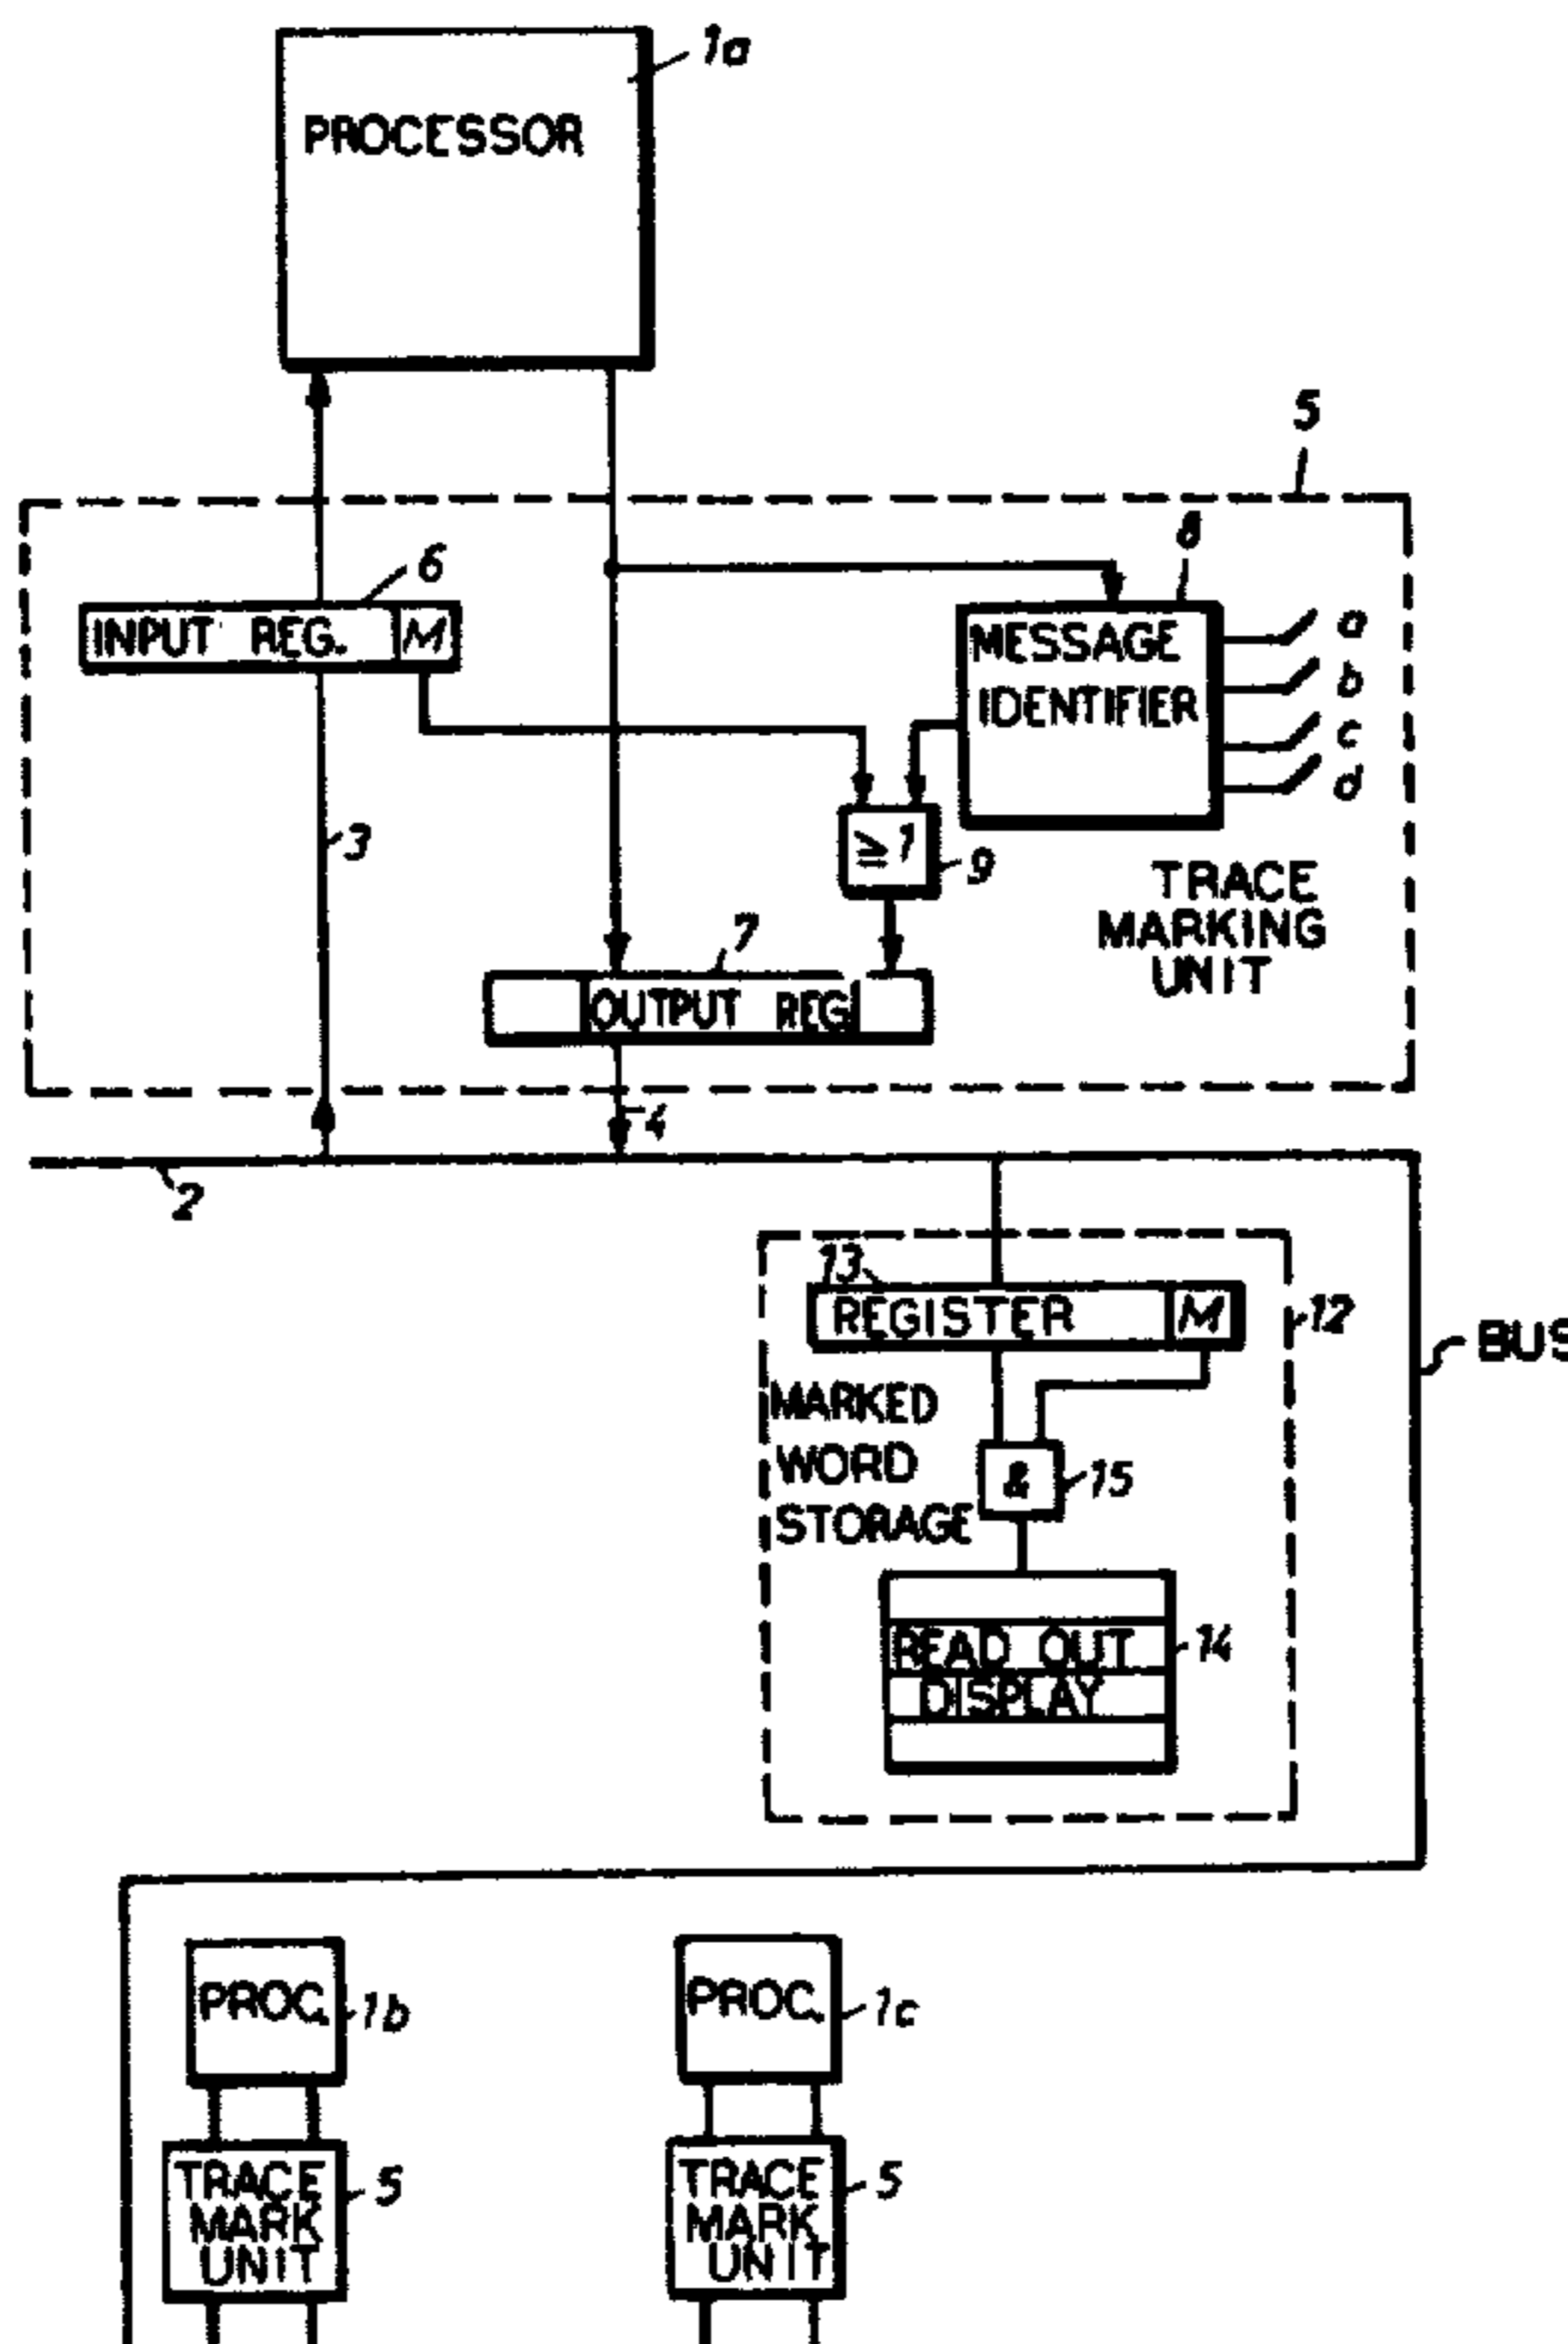 1a
PROCESSOR
5
6
8
INPUT REG. M
MESSAGE
IDENTIFIER
a
b
c
d
3
≥1
9
TRACE
MARKING
UNIT
7
OUTPUT REG
4
2
13
REGISTER M
12
BUS
MARKED
WORD
STORAGE
&
15
READ OUT
DISPLAY
14
PROC.
1b
PROC.
1c
TRACE
MARK
UNIT
5
TRACE
MARK
UNIT
5